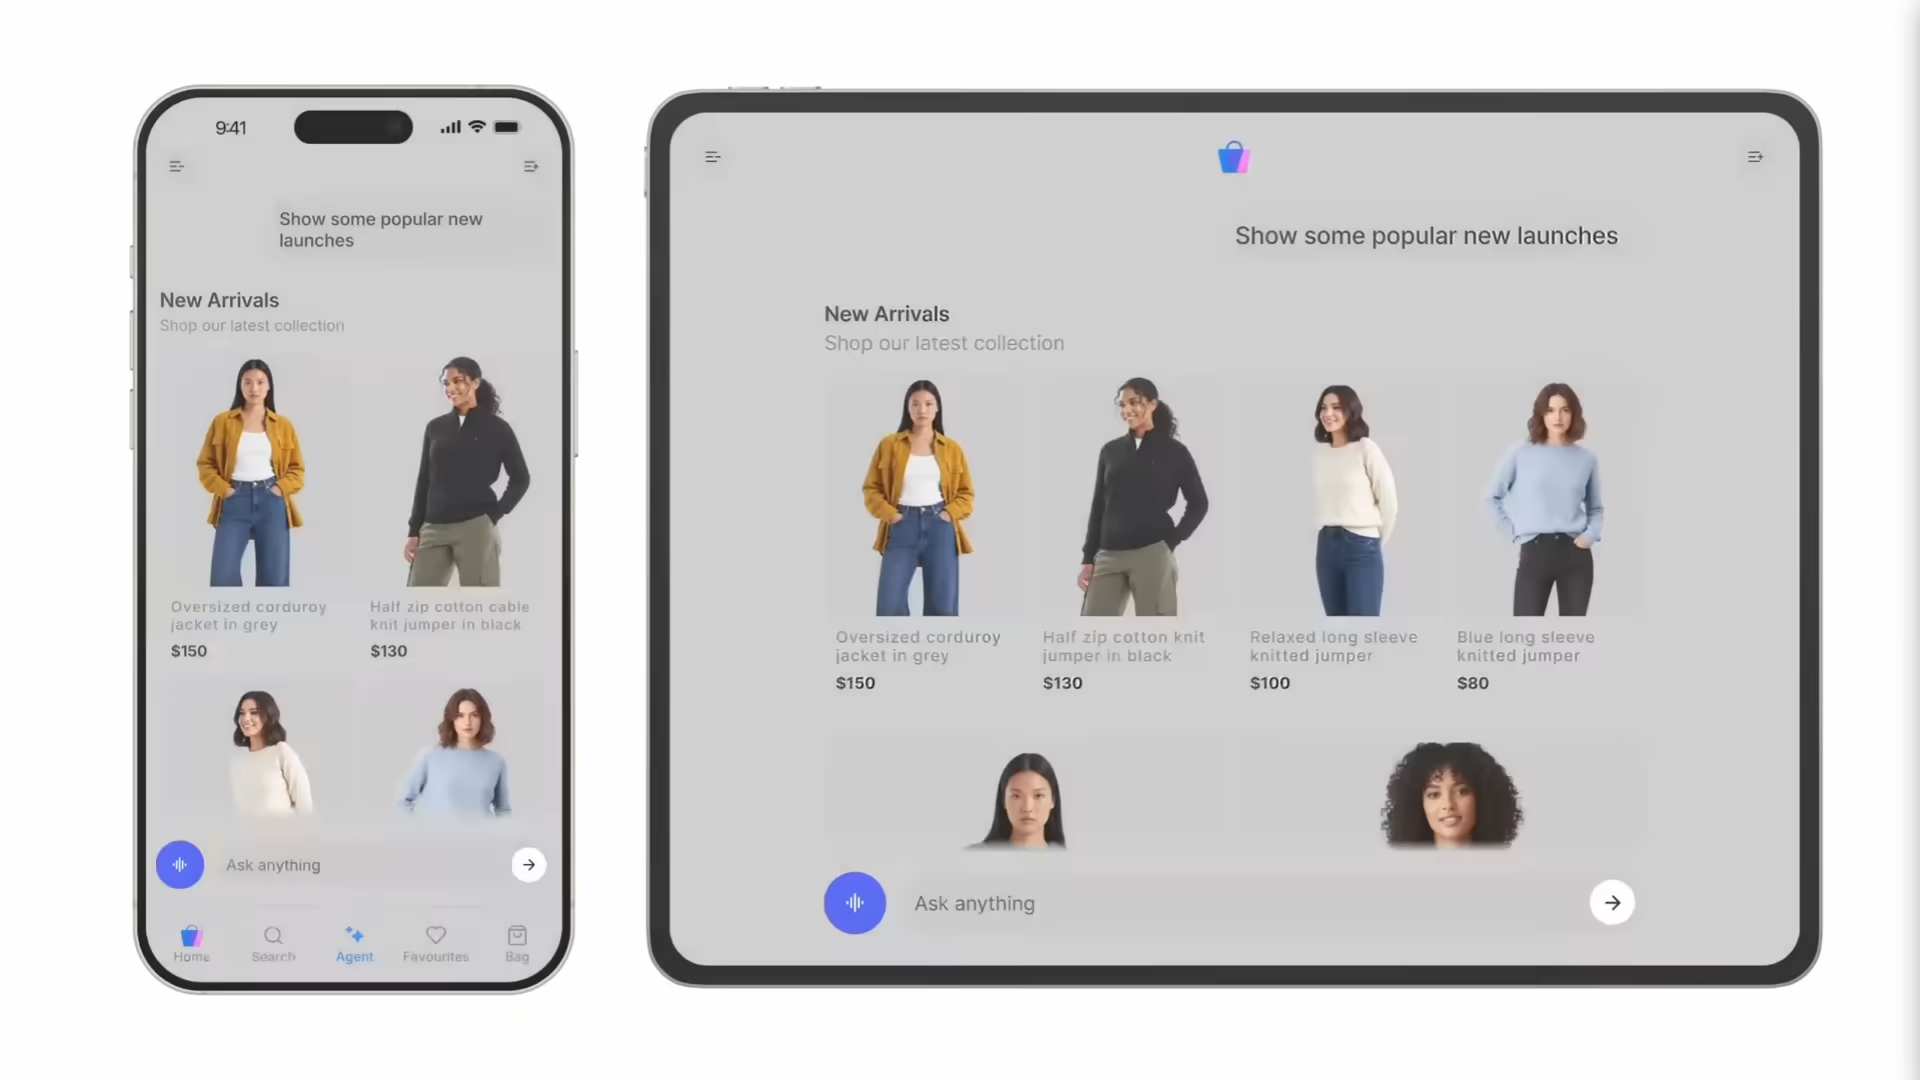 9:41
Show some popular new
launches
New Arrivals
Shop our latest collection
Oversized corduroy
jacket in grey
$150
Half zip cotton cable
knit jumper in black
$130
Ask anything
Home
Search
Agent
Favourites
Bag
Show some popular new launches
New Arrivals
Shop our latest collection
Oversized corduroy
jacket in grey
$150
Half zip cotton knit
jumper in black
$130
Relaxed long sleeve
knitted jumper
$100
Blue long sleeve
knitted jumper
$80
Ask anything